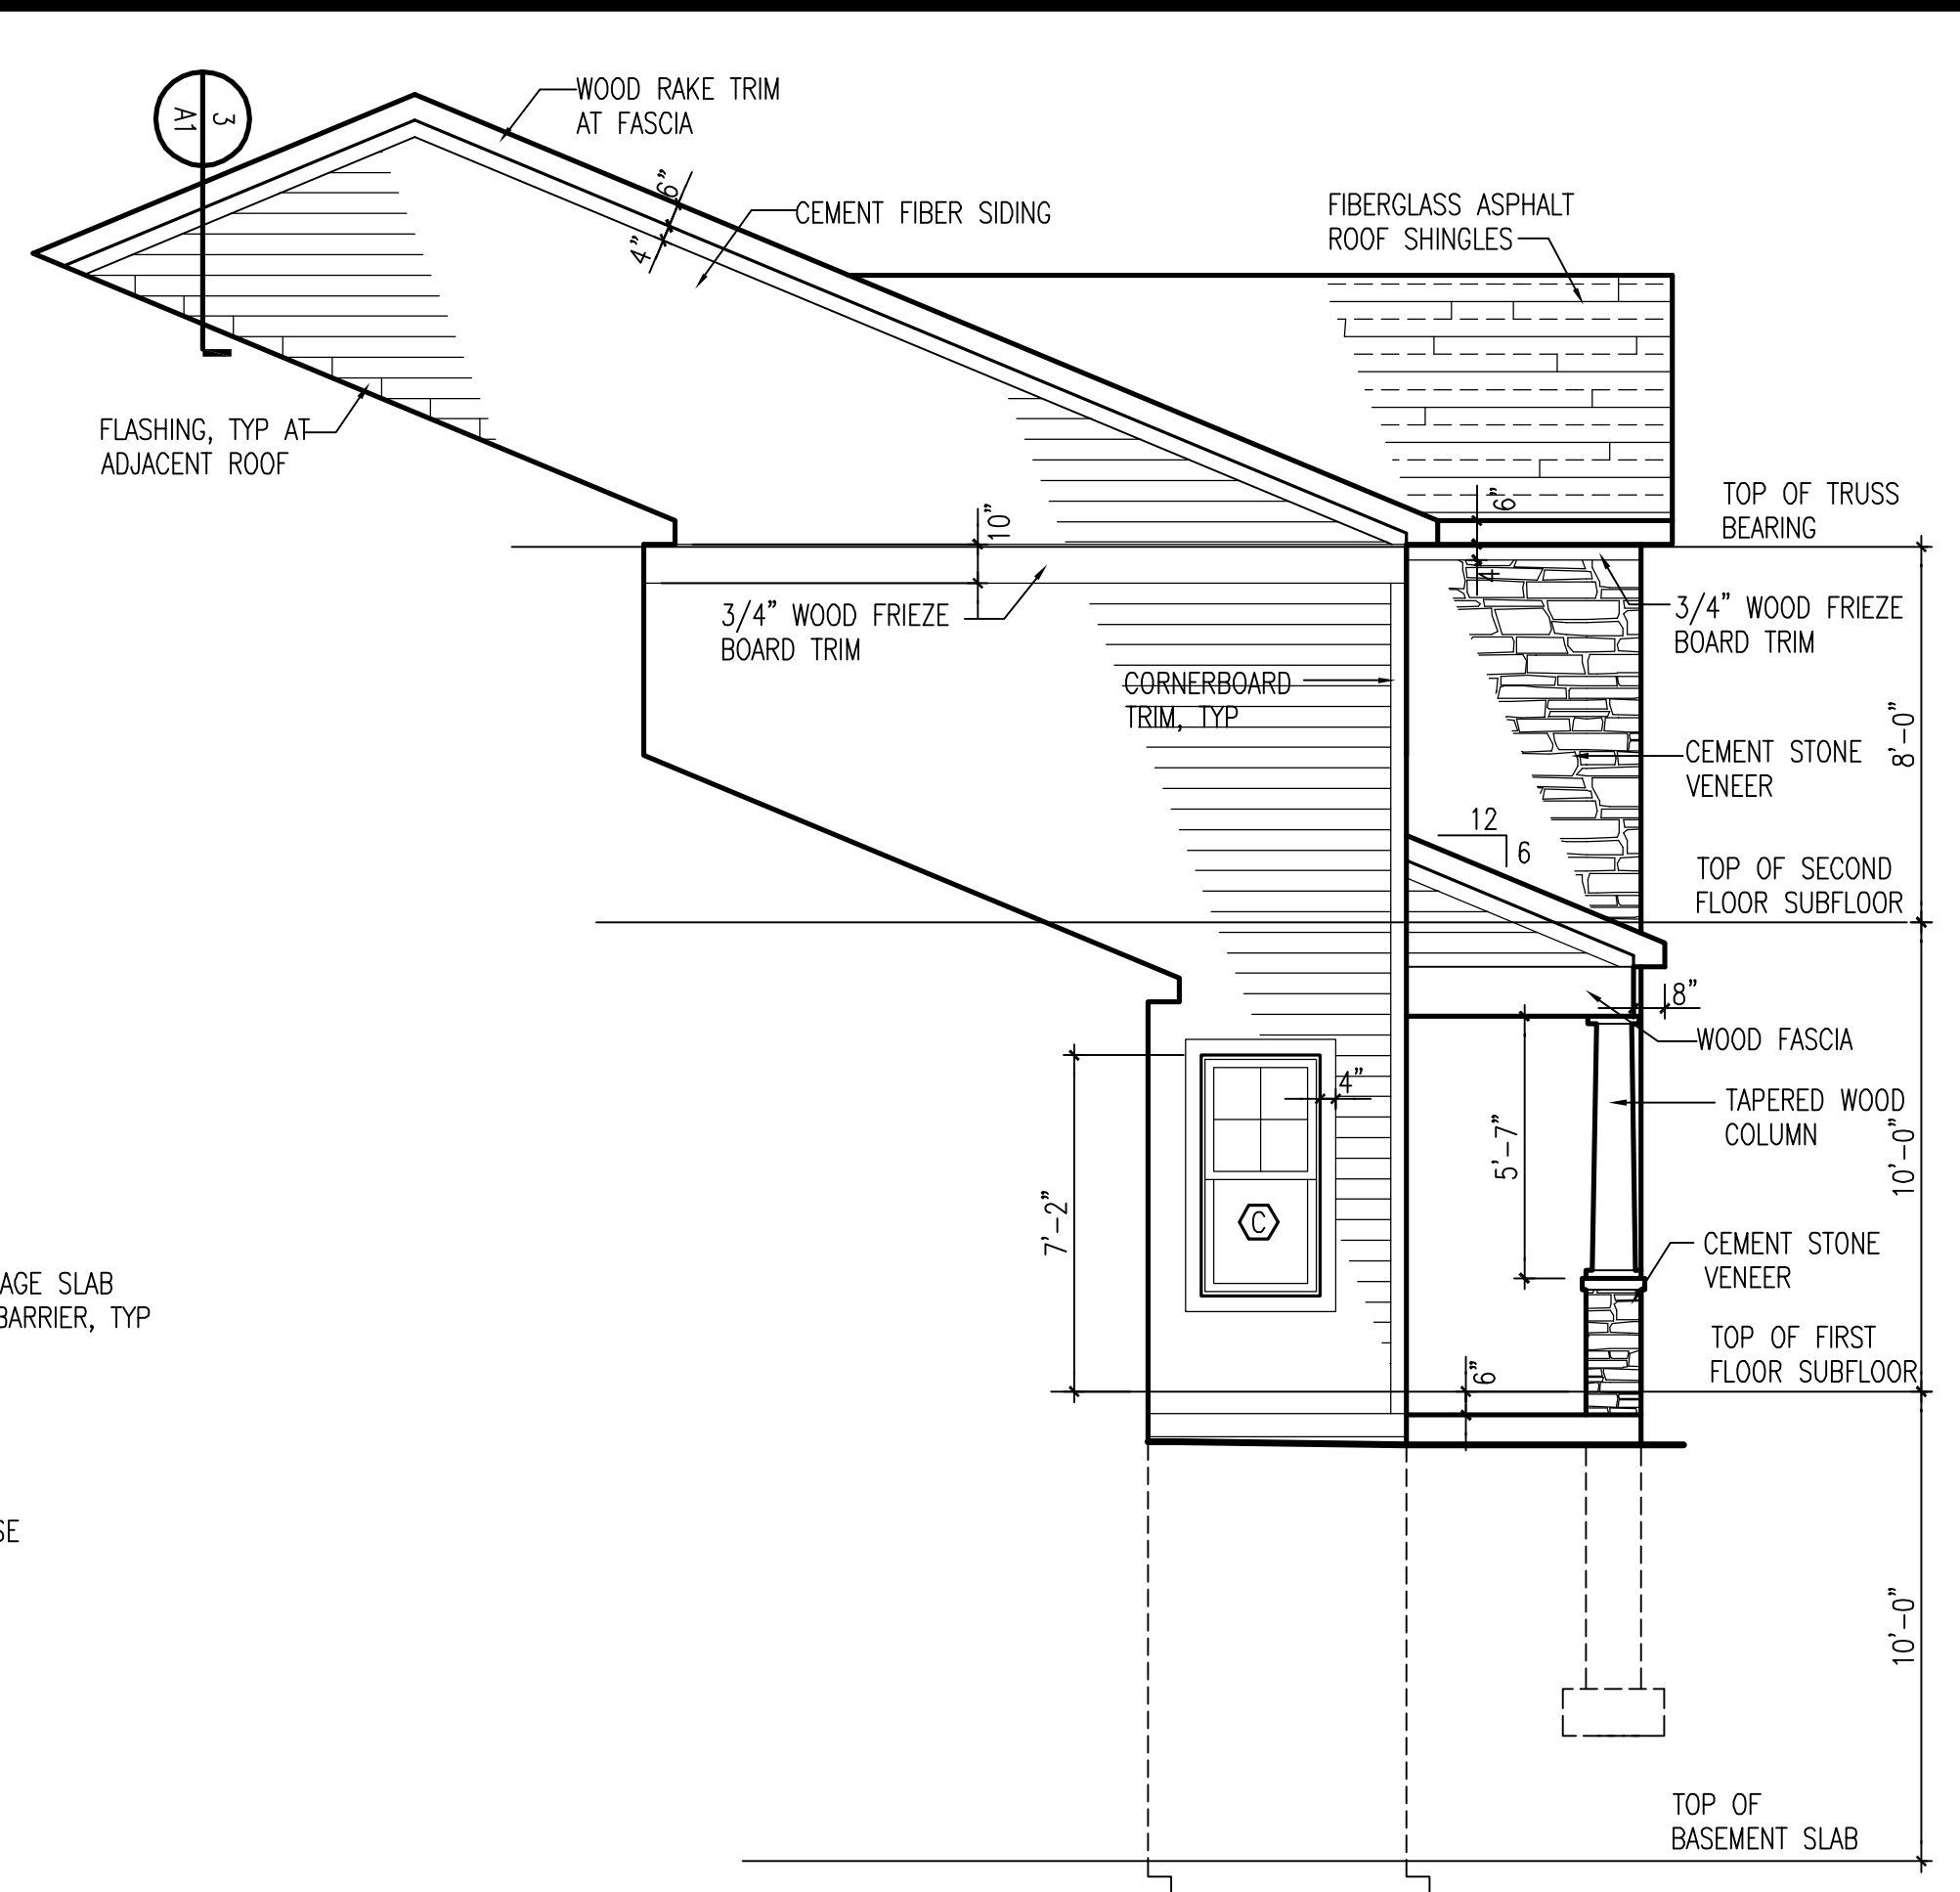 3
A1
WOOD RAKE TRIM
AT FASCIA
6"
4"
CEMENT FIBER SIDING
FIBERGLASS ASPHALT
ROOF SHINGLES
FLASHING, TYP AT
ADJACENT ROOF
10"
6"
4"
TOP OF TRUSS
BEARING
3/4" WOOD FRIEZE
BOARD TRIM
3/4" WOOD FRIEZE
BOARD TRIM
CORNERBOARD
TRIM, TYP
8'-0"
CEMENT STONE
VENEER
12
6
TOP OF SECOND
FLOOR SUBFLOOR
8"
WOOD FASCIA
4"
TAPERED WOOD
COLUMN
5'-7"
10'-0"
7'-2"
C
CEMENT STONE
VENEER
AGE SLAB
BARRIER, TYP
TOP OF FIRST
FLOOR SUBFLOOR
6"
SE
10'-0"
TOP OF
BASEMENT SLAB